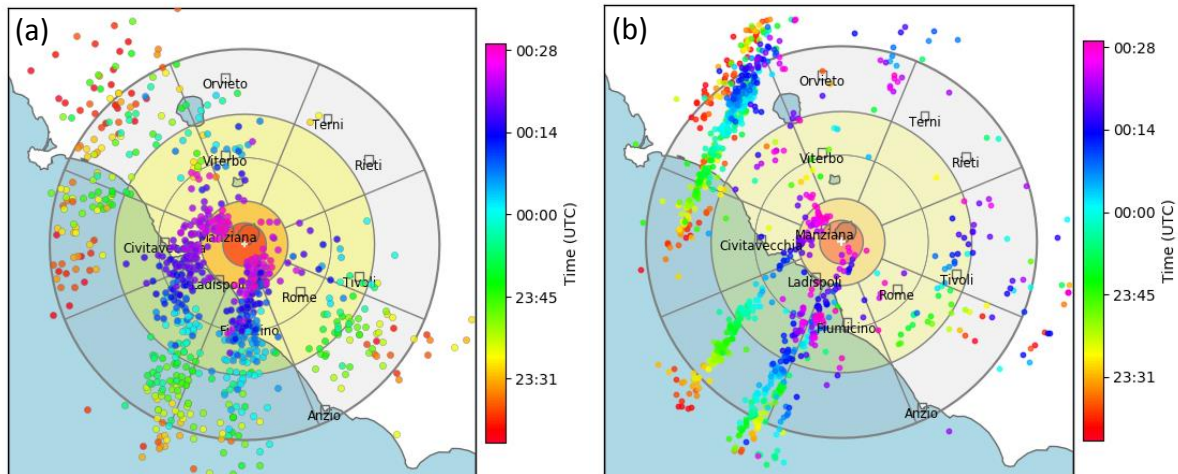 (a)
Orvieto
Terni
Rieti
Viterbo
Manziana
Civitavecchia
Ladispoli
Rome
Tivoli
Fiumicino
Anzio
00:28
00:14
00:00
23:45
23:31
Time (UTC)
(b)
Orvieto
Terni
Rieti
Viterbo
Manziana
Civitavecchia
Ladispoli
Rome
Tivoli
Fiumicino
Anzio
00:28
00:14
00:00
23:45
23:31
Time (UTC)